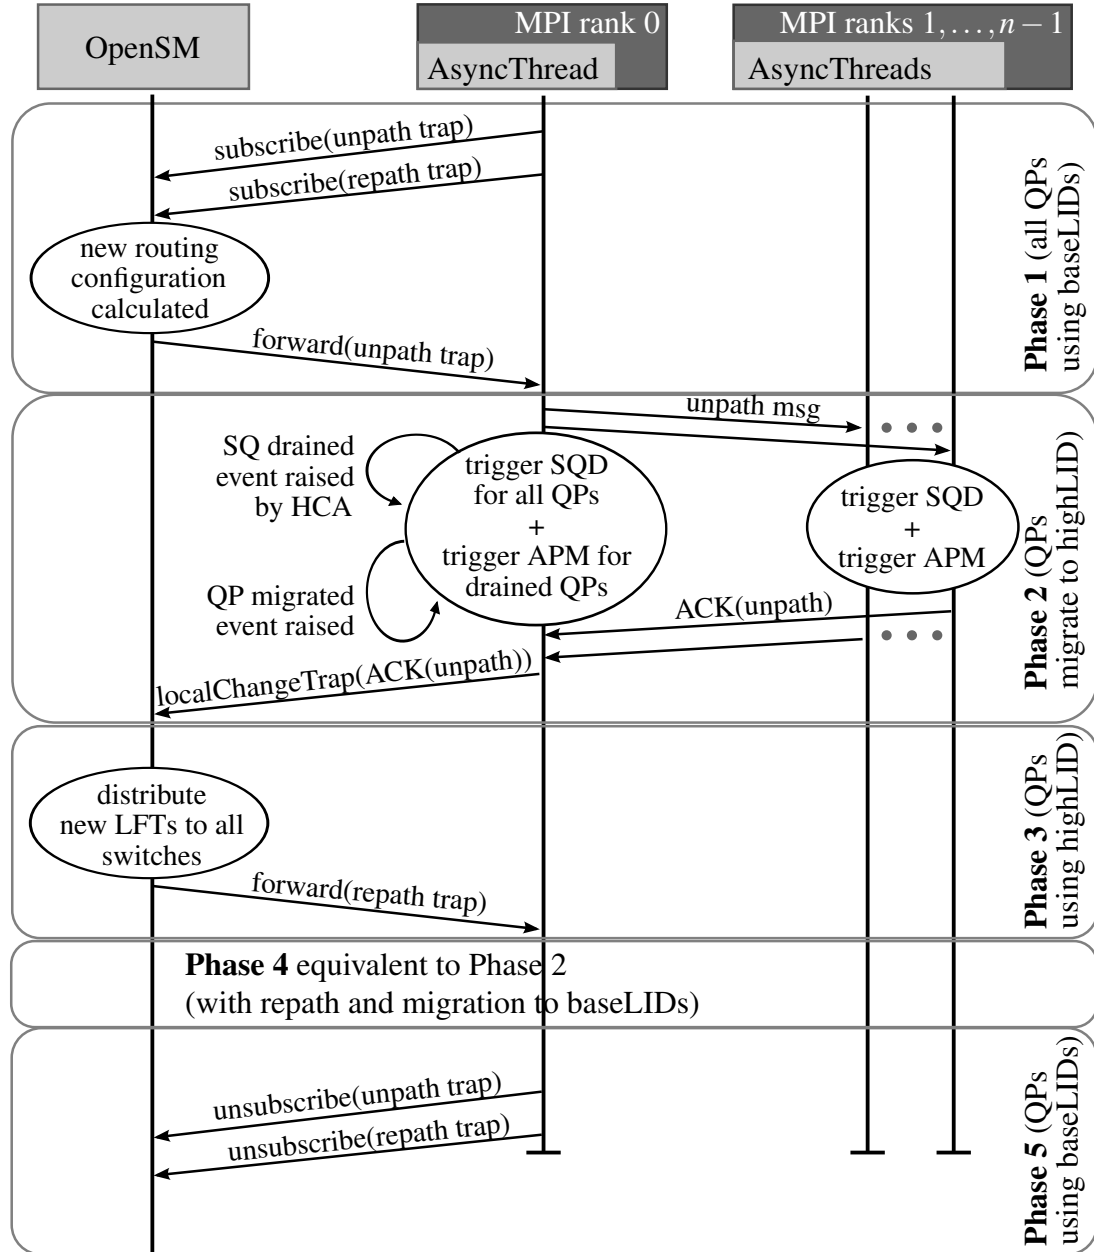 OpenSM
MPI rank 0
AsyncThread
MPI ranks 1, . . . , n − 1
AsyncThreads
subscribe(unpath trap)
subscribe(repath trap)
new routing
configuration
calculated
forward(unpath trap)
Phase 1 (all QPs
using baseLIDs)
unpath msg
SQ drained
event raised
by HCA
trigger SQD
for all QPs
+
trigger APM for
drained QPs
trigger SQD
+
trigger APM
QP migrated
event raised
ACK(unpath)
localChangeTrap(ACK(unpath))
Phase 2 (QPs
migrate to highLID)
distribute
new LFTs to all
switches
forward(repath trap)
Phase 3 (QPs
using highLID)
Phase 4 equivalent to Phase 2
(with repath and migration to baseLIDs)
unsubscribe(unpath trap)
unsubscribe(repath trap)
Phase 5 (QPs
using baseLIDs)